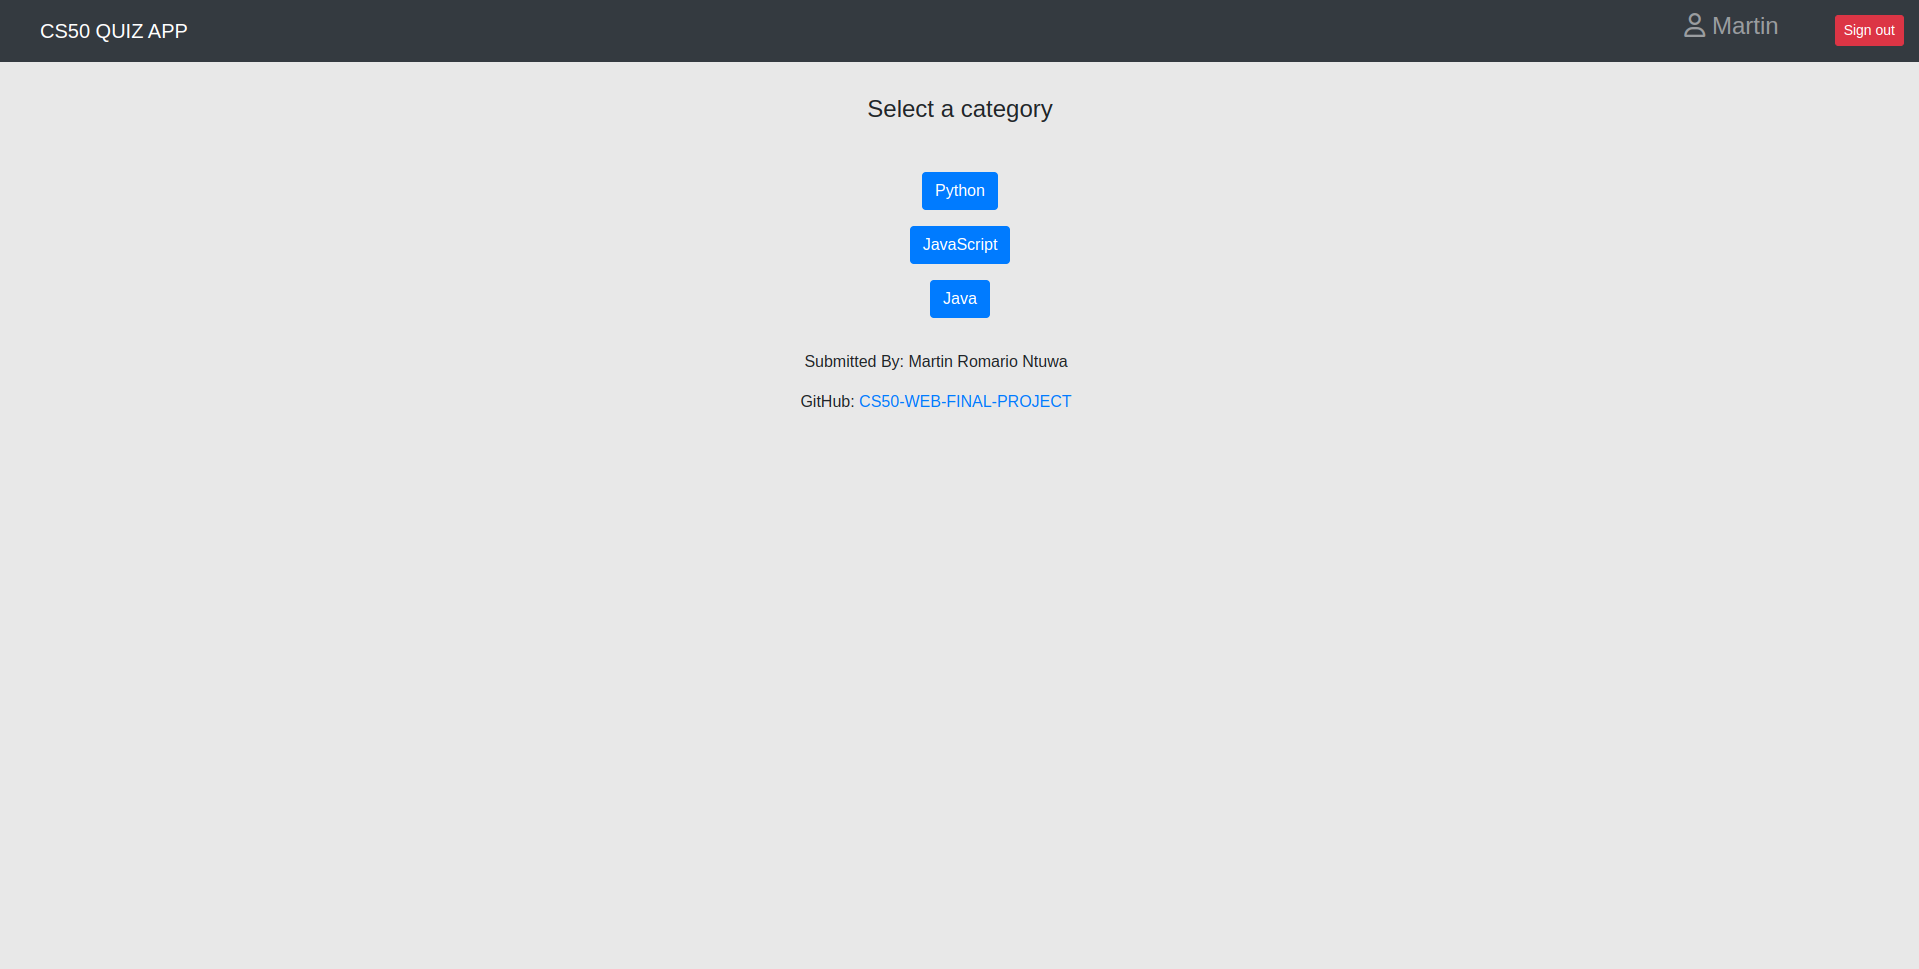 CS50 QUIZ APP
Martin
Sign out
Select a category
Python
JavaScript
Java
Submitted By: Martin Romario Ntuwa
GitHub: CS50-WEB-FINAL-PROJECT